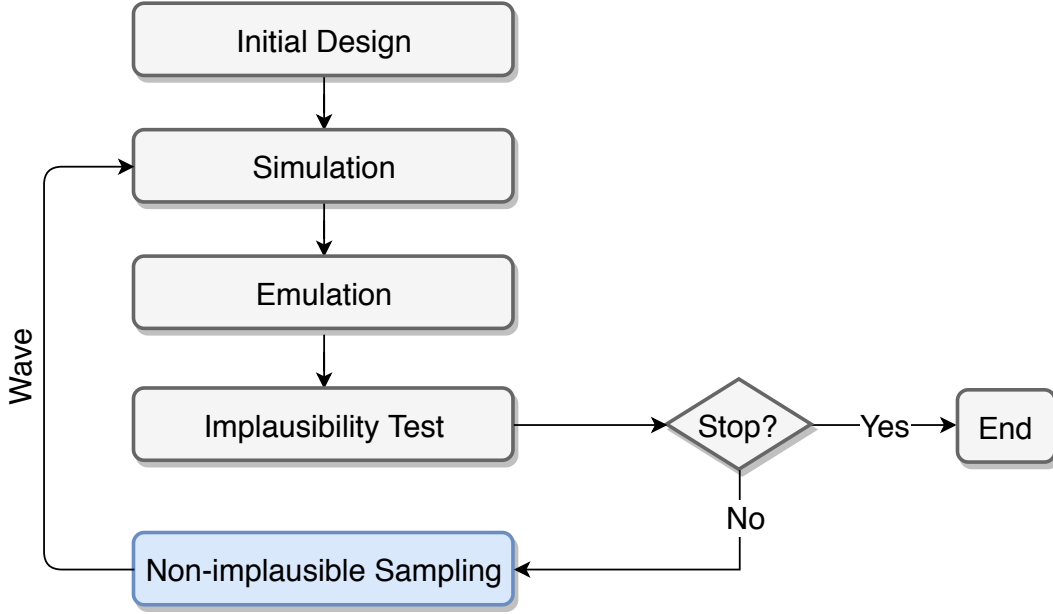 Initial Design
Simulation
Emulation
Wave
Implausibility Test
Stop?
Yes
End
No
Non-implausible Sampling